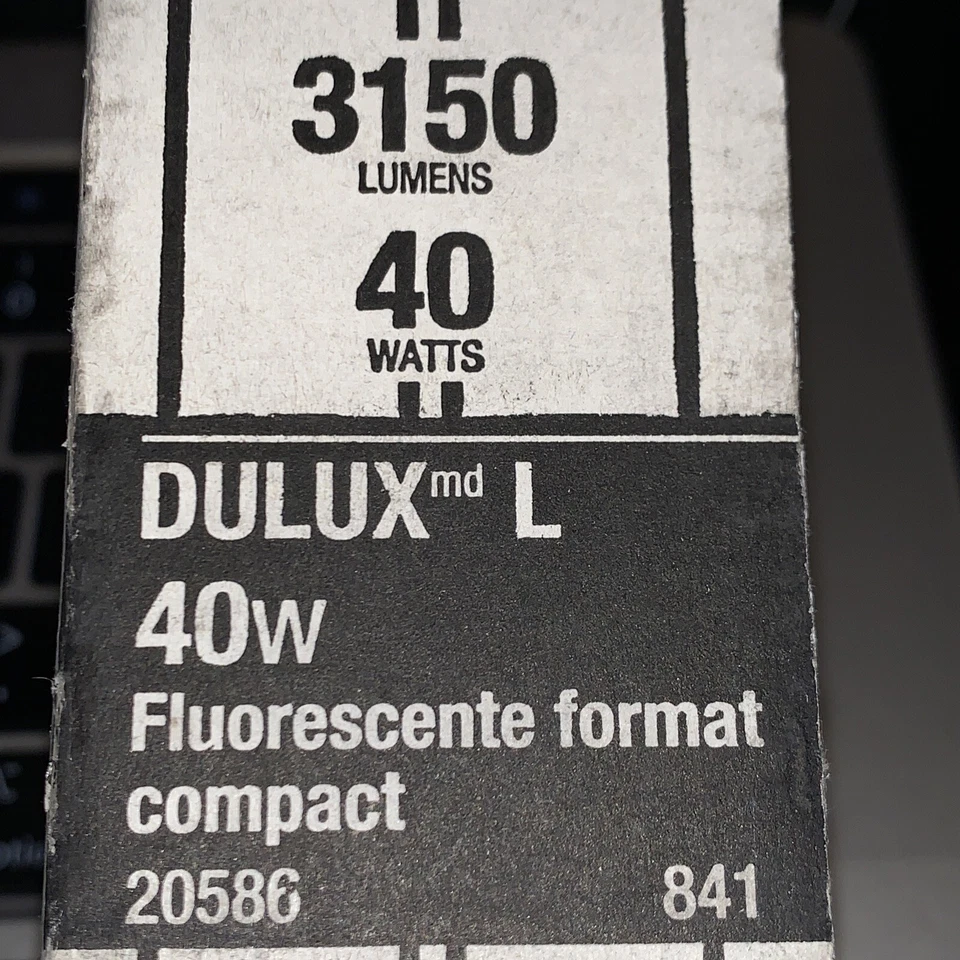 3150
LUMENS
40
WATTS
DULUXmd L
40W
Fluorescente format
compact
20586 841